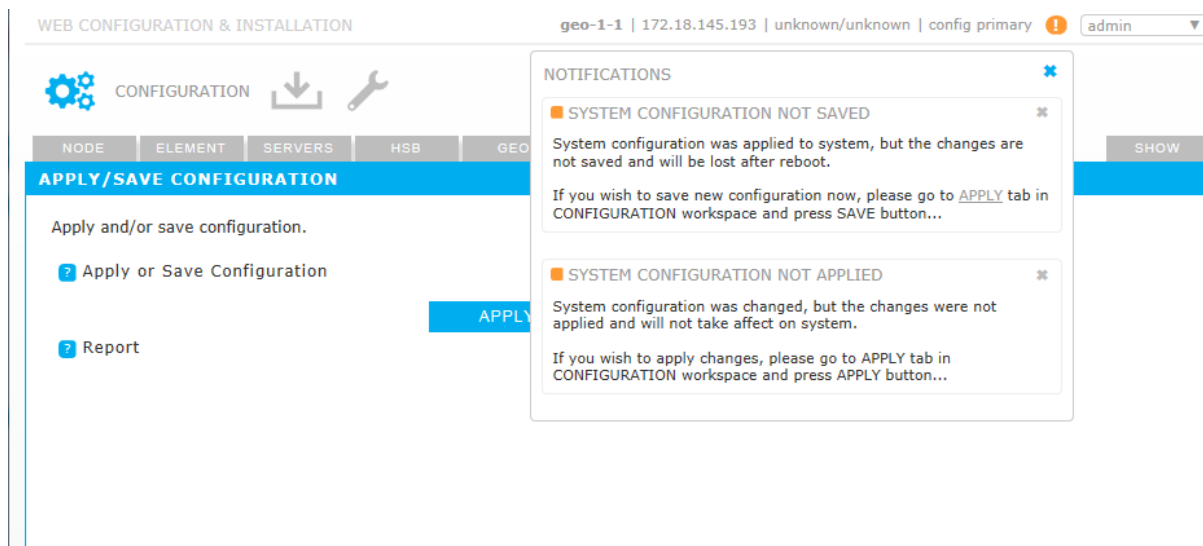 WEB CONFIGURATION & INSTALLATION
geo-1-1 | 172.18.145.193 | unknown/unknown | config primary
!
admin
CONFIGURATION
NODE
ELEMENT
SERVERS
HSB
GEO
SHOW
APPLY/SAVE CONFIGURATION
Apply and/or save configuration.
? Apply or Save Configuration
APPLY
? Report
NOTIFICATIONS
SYSTEM CONFIGURATION NOT SAVED
System configuration was applied to system, but the changes are
not saved and will be lost after reboot.
If you wish to save new configuration now, please go to APPLY tab in
CONFIGURATION workspace and press SAVE button...
SYSTEM CONFIGURATION NOT APPLIED
System configuration was changed, but the changes were not
applied and will not take affect on system.
If you wish to apply changes, please go to APPLY tab in
CONFIGURATION workspace and press APPLY button...